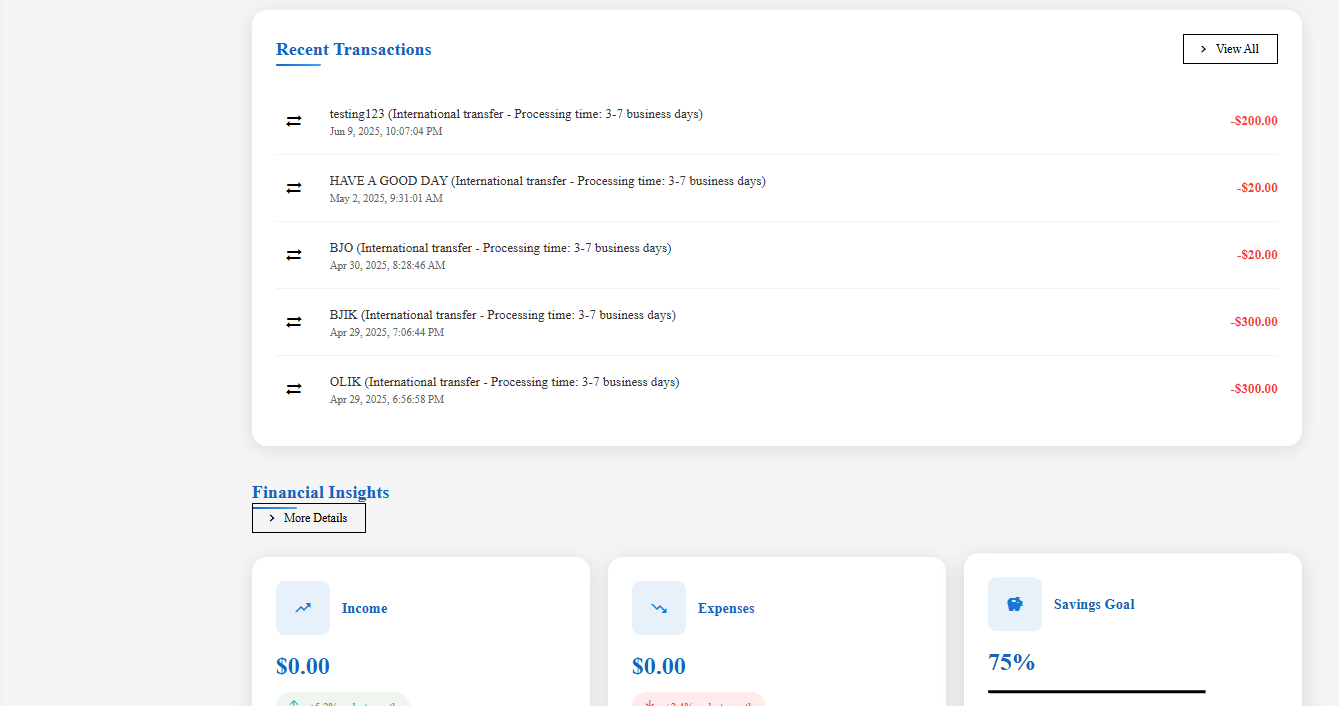 Recent Transactions
View All
testing123 (International transfer - Processing time: 3-7 business days)
Jun 9, 2025, 10:07:04 PM
-$200.00
HAVE A GOOD DAY (International transfer - Processing time: 3-7 business days)
May 2, 2025, 9:31:01 AM
-$20.00
BJO (International transfer - Processing time: 3-7 business days)
Apr 30, 2025, 8:28:46 AM
-$20.00
BJIK (International transfer - Processing time: 3-7 business days)
Apr 29, 2025, 7:06:44 PM
-$300.00
OLIK (International transfer - Processing time: 3-7 business days)
Apr 29, 2025, 6:56:58 PM
-$300.00
Financial Insights
More Details
Income
$0.00
Expenses
$0.00
Savings Goal
75%